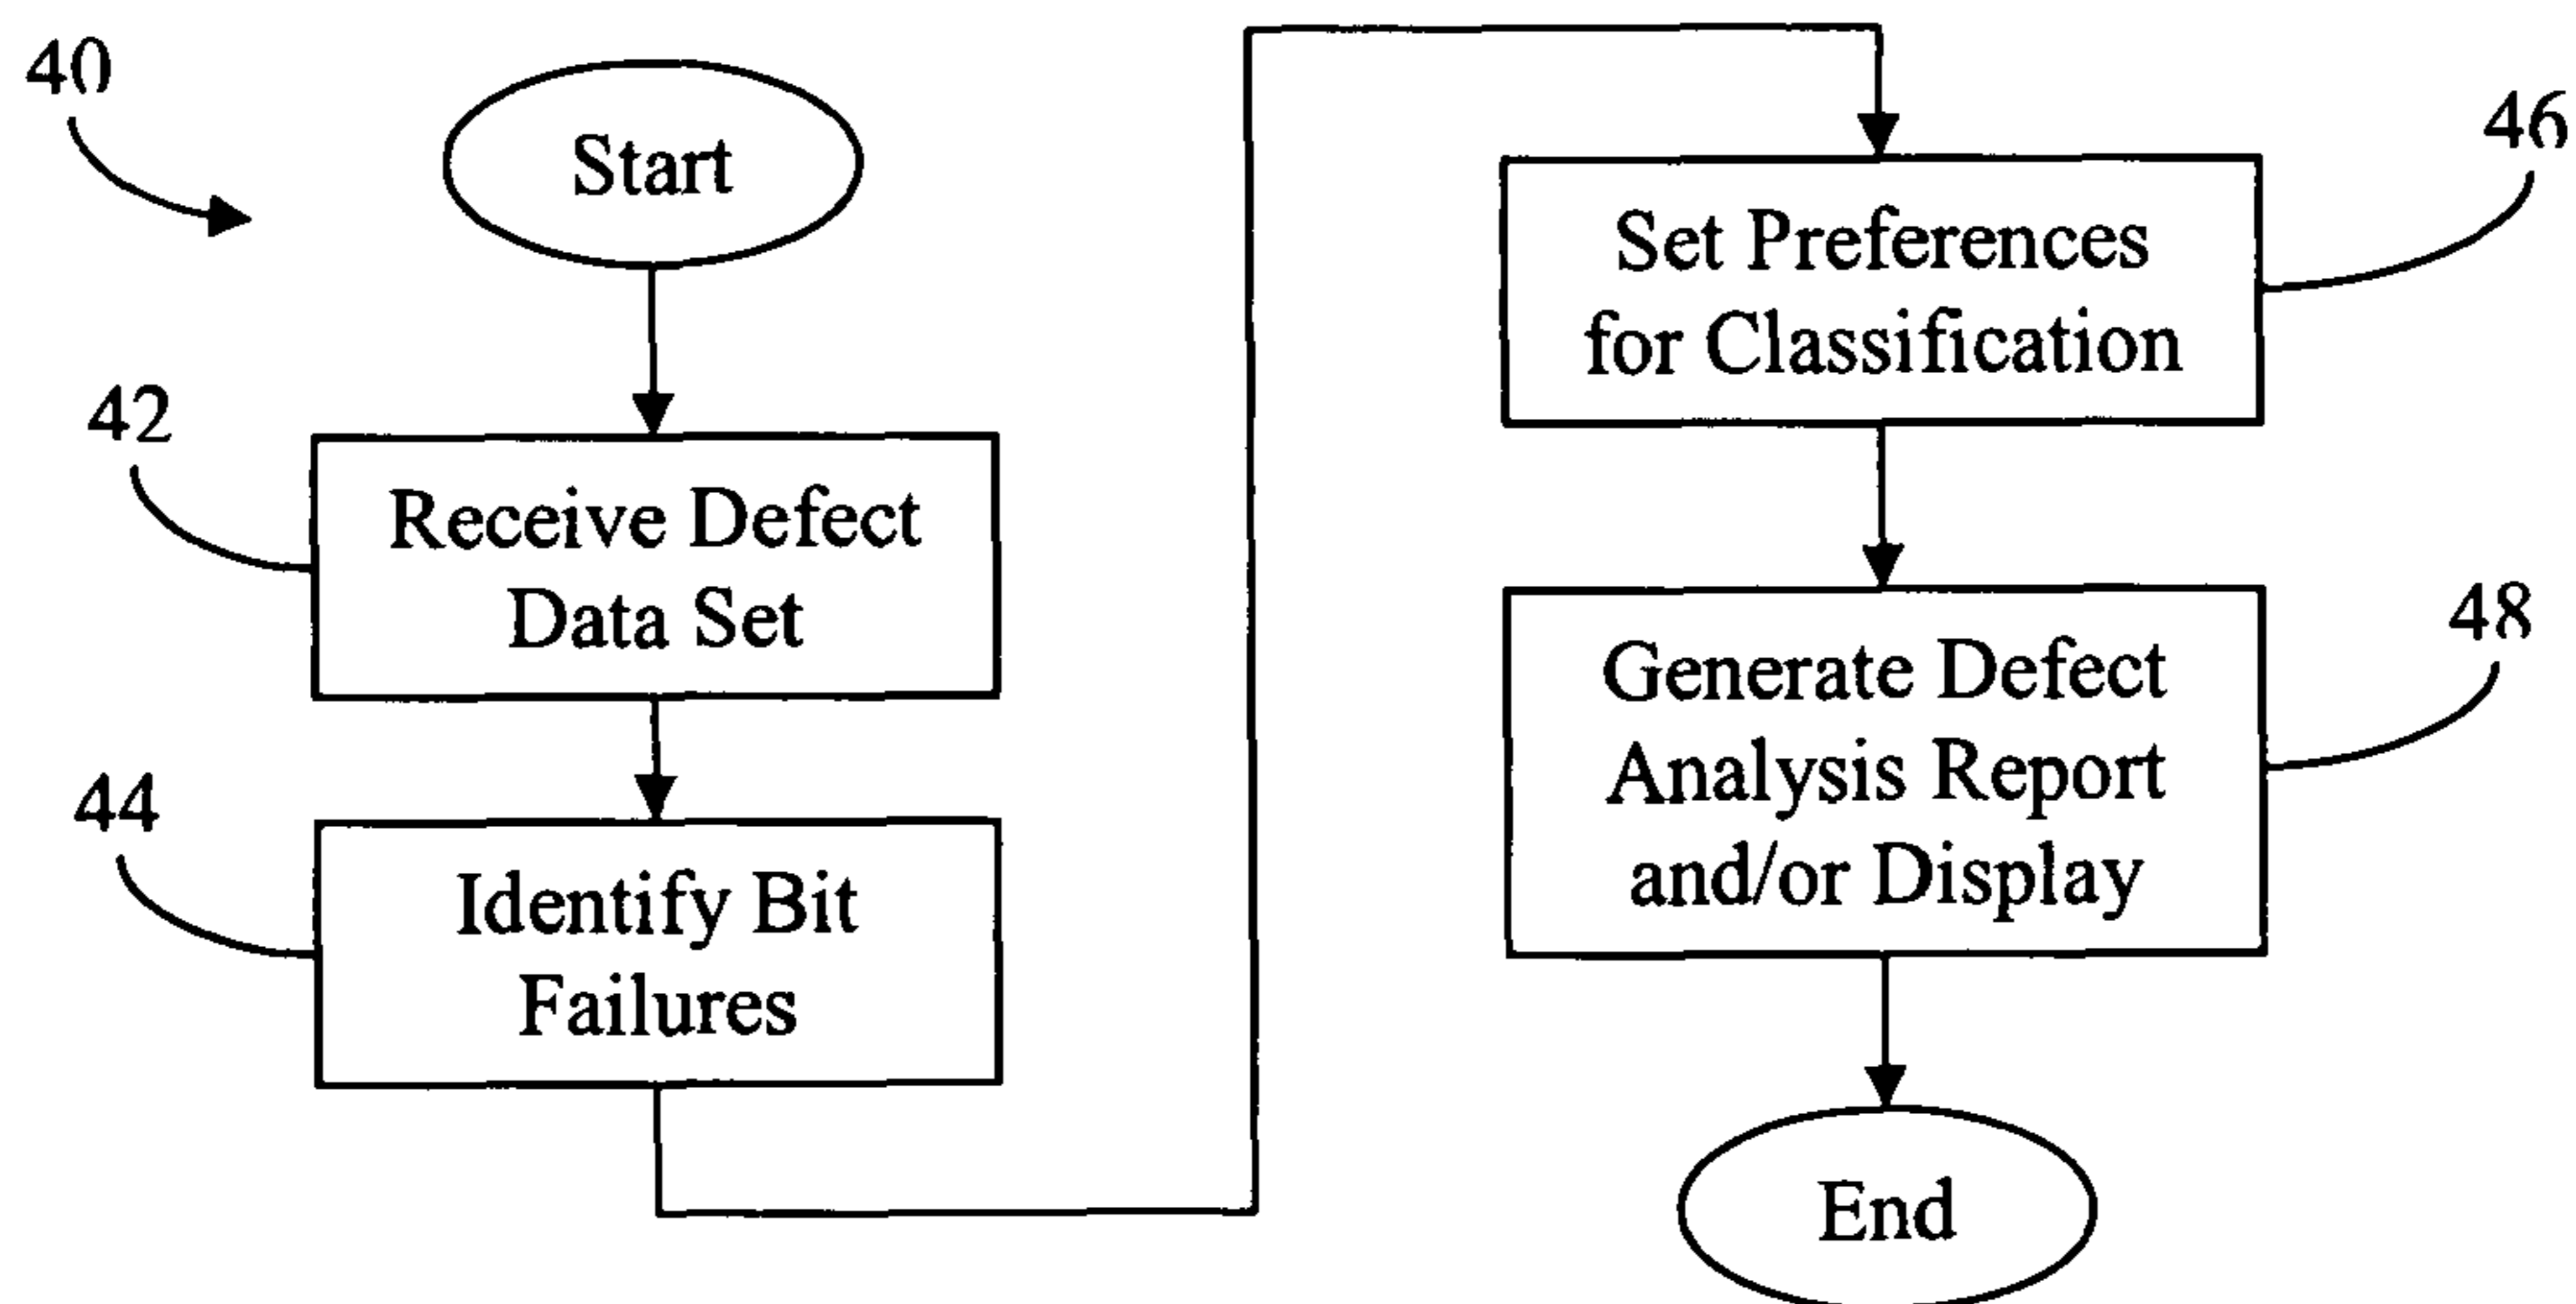 40
Start
42
Receive Defect
Data Set
44
Identify Bit
Failures
46
Set Preferences
for Classification
48
Generate Defect
Analysis Report
and/or Display
End